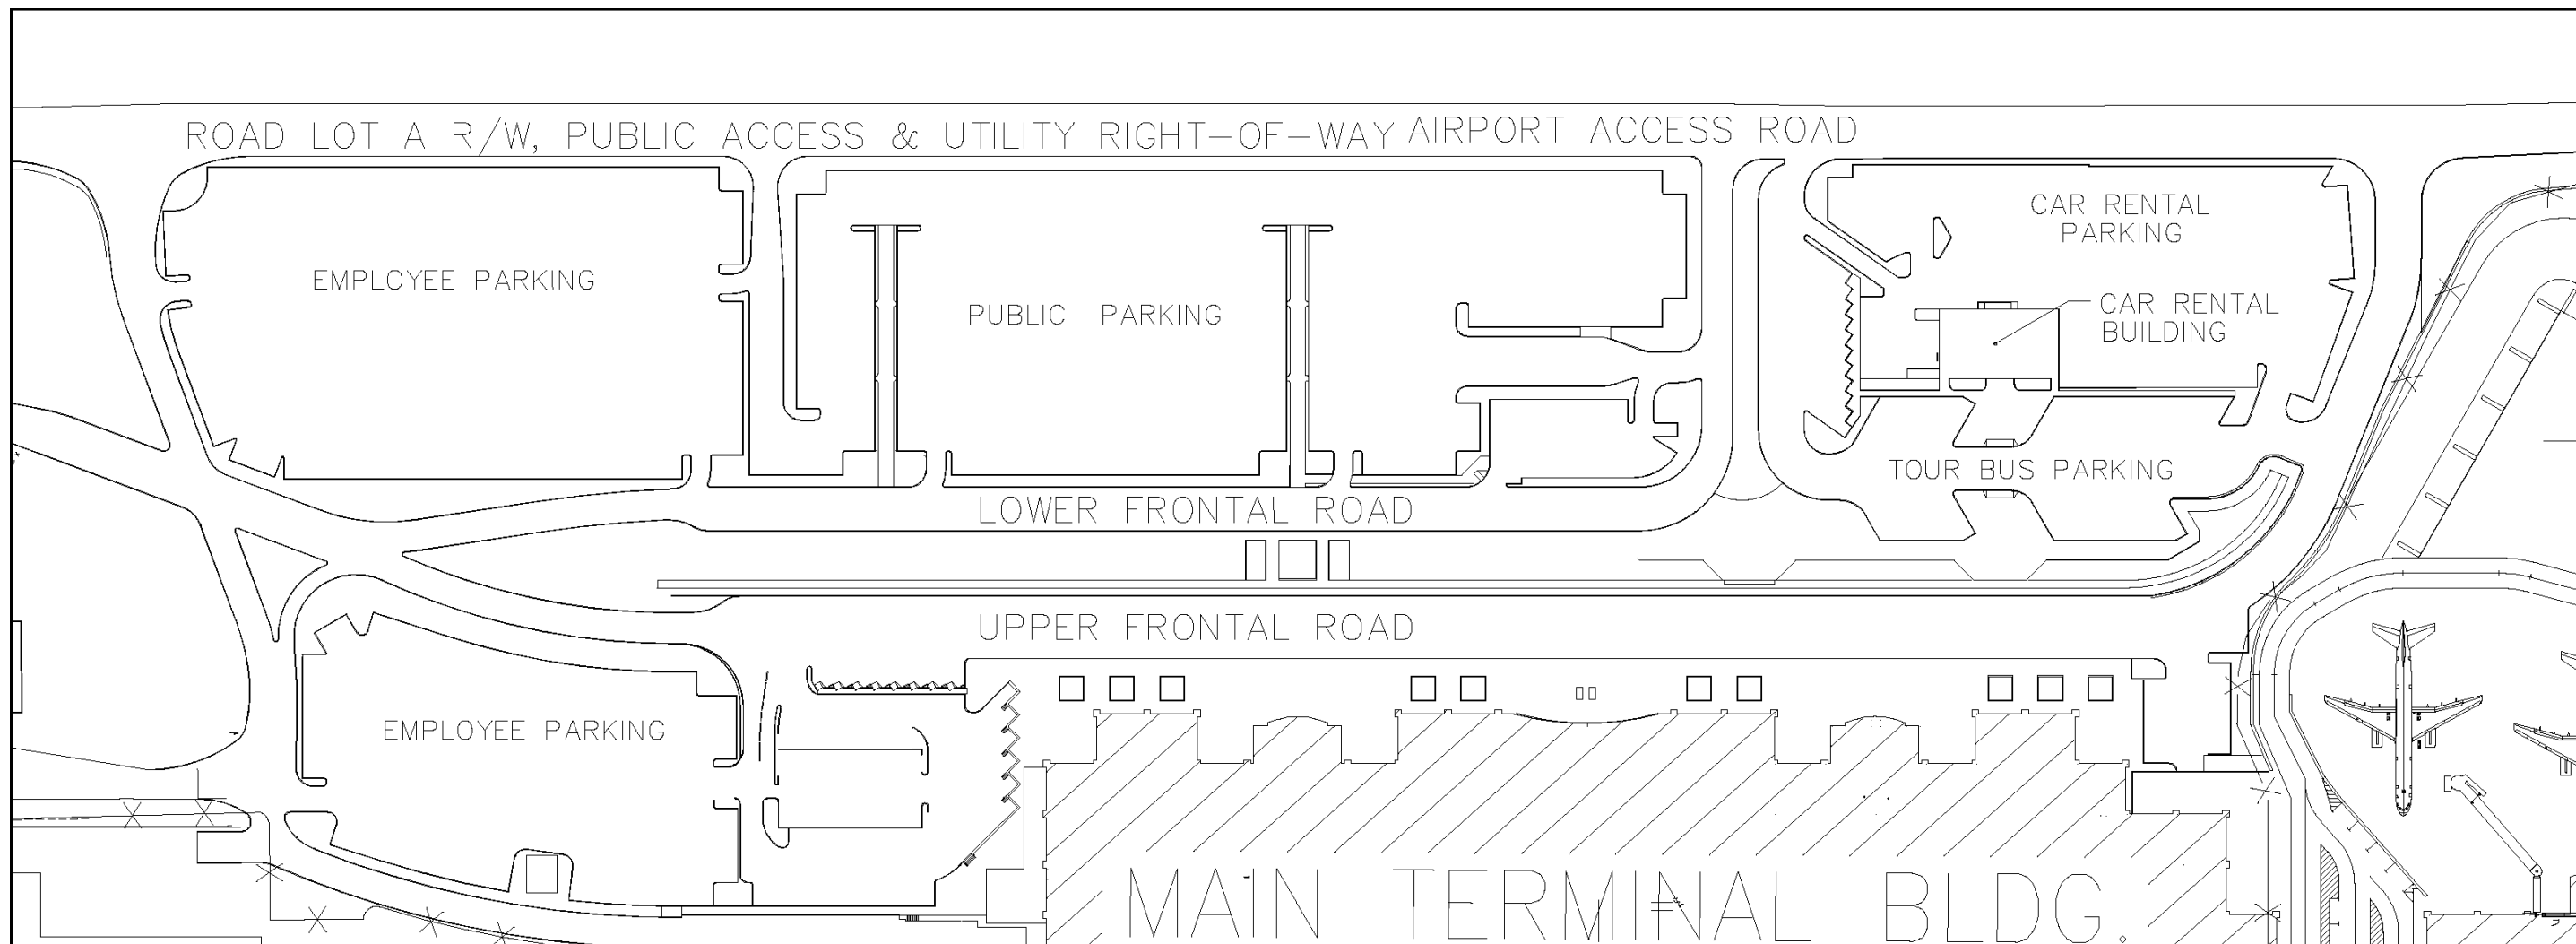 ROAD LOT A R/W, PUBLIC ACCESS & UTILITY RIGHT-OF-WAY AIRPORT ACCESS ROAD
CAR RENTAL
PARKING
EMPLOYEE PARKING
PUBLIC PARKING
CAR RENTAL
BUILDING
TOUR BUS PARKING
LOWER FRONTAL ROAD
UPPER FRONTAL ROAD
EMPLOYEE PARKING
MAIN TERMINAL BLDG.